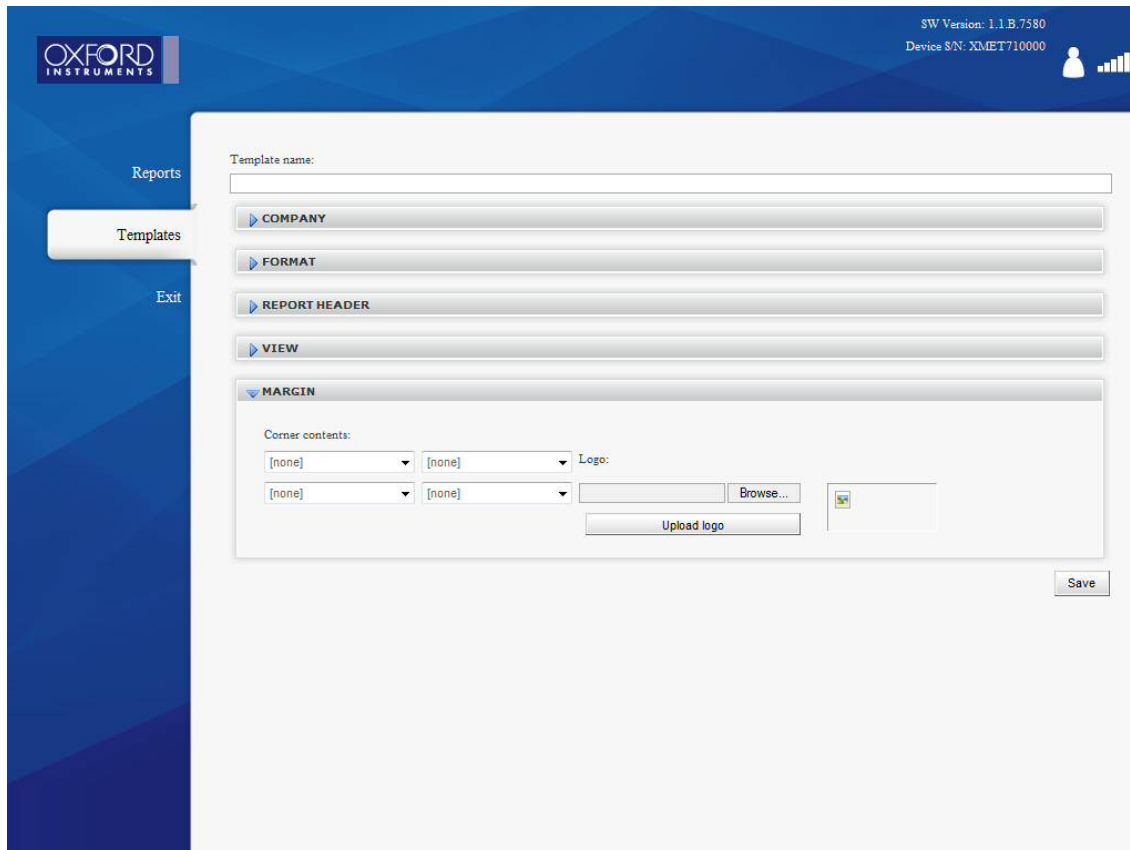 SW Version: 1.1.B.7580
Device S/N: XMET710000
OXFORD
INSTRUMENTS
Reports
Templates
Exit
Template name:
COMPANY
FORMAT
REPORT HEADER
VIEW
MARGIN
Corner contents:
[none] [none] Logo:
[none] [none] Browse...
Upload logo
Save